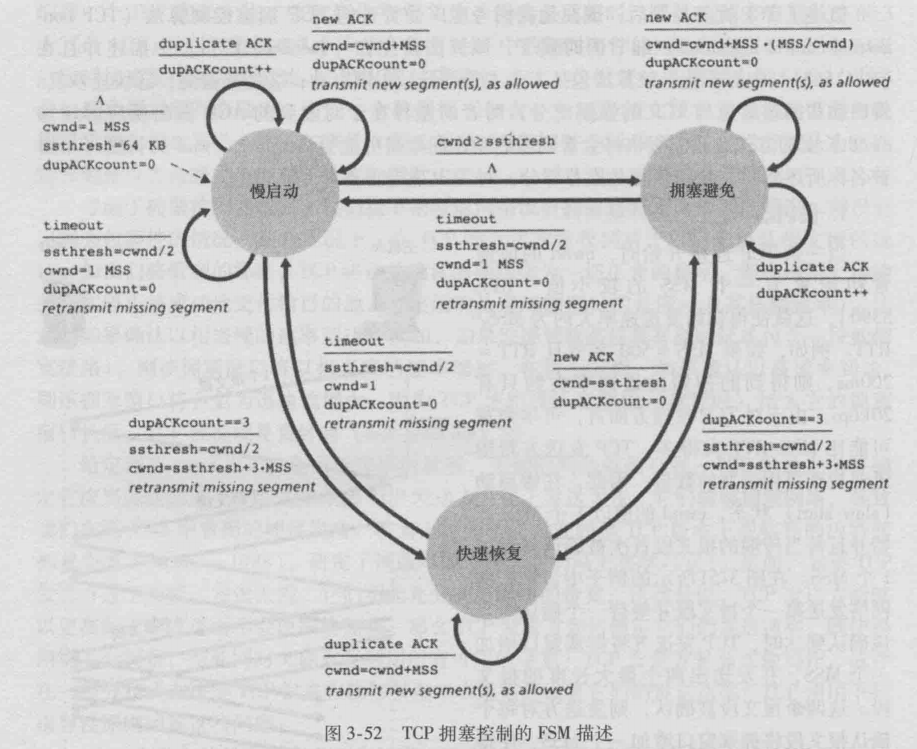 new ACK
cwnd=cwnd+MSS
dupACKcount=0
transmit new segment(s), as allowed
duplicate ACK
dupACKcount++
Λ
cwnd=1 MSS
ssthresh=64 KB
dupACKcount=0
慢启动
timeout
ssthresh=cwnd/2
cwnd=1 MSS
dupACKcount=0
retransmit missing segment
cwnd≥ssthresh
Λ
timeout
ssthresh=cwnd/2
cwnd=1 MSS
dupACKcount=0
retransmit missing segment
new ACK
cwnd=cwnd+MSS·(MSS/cwnd)
dupACKcount=0
transmit new segment(s), as allowed
拥塞避免
duplicate ACK
dupACKcount++
timeout
ssthresh=cwnd/2
cwnd=1
dupACKcount=0
retransmit missing segment
new ACK
cwnd=ssthresh
dupACKcount=0
dupACKcount==3
ssthresh=cwnd/2
cwnd=ssthresh+3·MSS
retransmit missing segment
dupACKcount==3
ssthresh=cwnd/2
cwnd=ssthresh+3·MSS
retransmit missing segment
快速恢复
duplicate ACK
cwnd=cwnd+MSS
transmit new segment(s), as allowed
图 3-52 TCP 拥塞控制的 FSM 描述